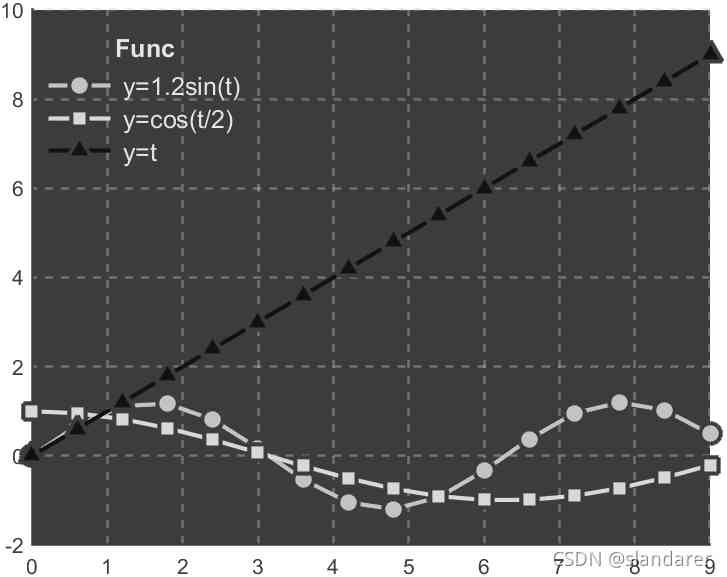 10
8
6
4
2
0
-2
Func
y=1.2sin(t)
y=cos(t/2)
y=t
0 1 2 3 4 5 6 7 8 9
CSDN @slandarer